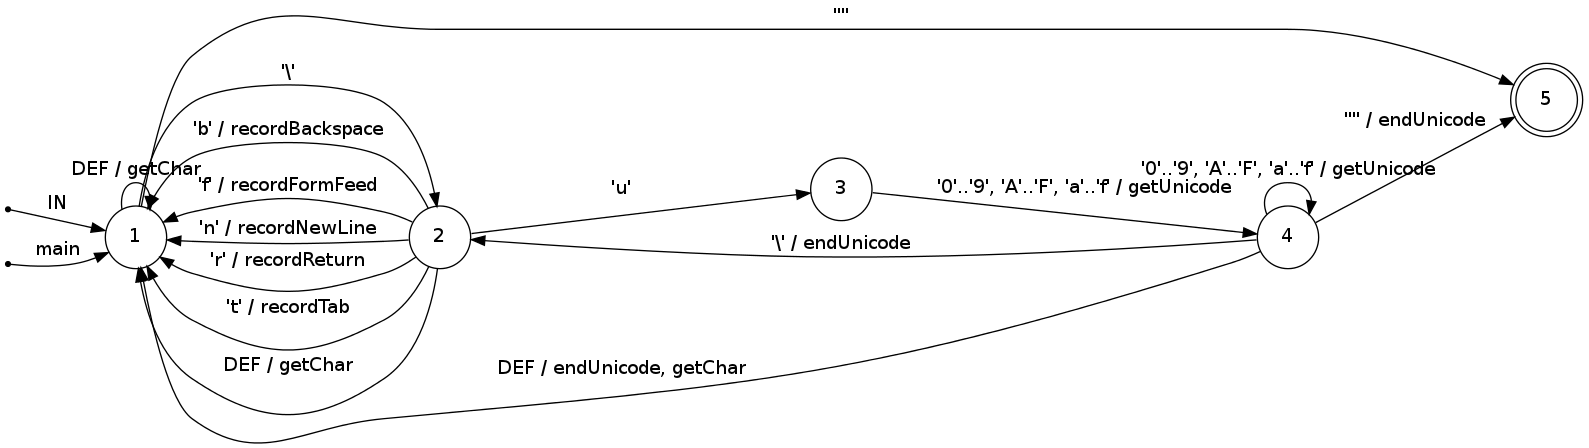 '"'
'\'
'b' / recordBackspace
DEF / getChar
'f' / recordFormFeed
IN
1
'n' / recordNewLine
main
'r' / recordReturn
't' / recordTab
DEF / getChar
2
'u'
3
'0'..'9', 'A'..'F', 'a'..'f' / getUnicode
'\' / endUnicode
DEF / endUnicode, getChar
'0'..'9', 'A'..'F', 'a'..'f' / getUnicode
4
'"' / endUnicode
5